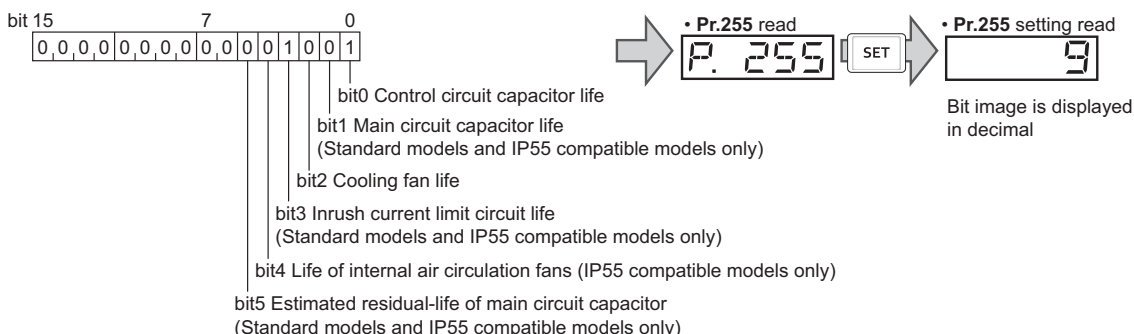 bit 15 7 0
0 0 0 0 0 0 0 0 0 0 0 0 1 0 0 1
• Pr.255 read
P. 255
SET
• Pr.255 setting read
9
Bit image is displayed
in decimal
bit0 Control circuit capacitor life
bit1 Main circuit capacitor life
(Standard models and IP55 compatible models only)
bit2 Cooling fan life
bit3 Inrush current limit circuit life
(Standard models and IP55 compatible models only)
bit4 Life of internal air circulation fans (IP55 compatible models only)
bit5 Estimated residual-life of main circuit capacitor
(Standard models and IP55 compatible models only)